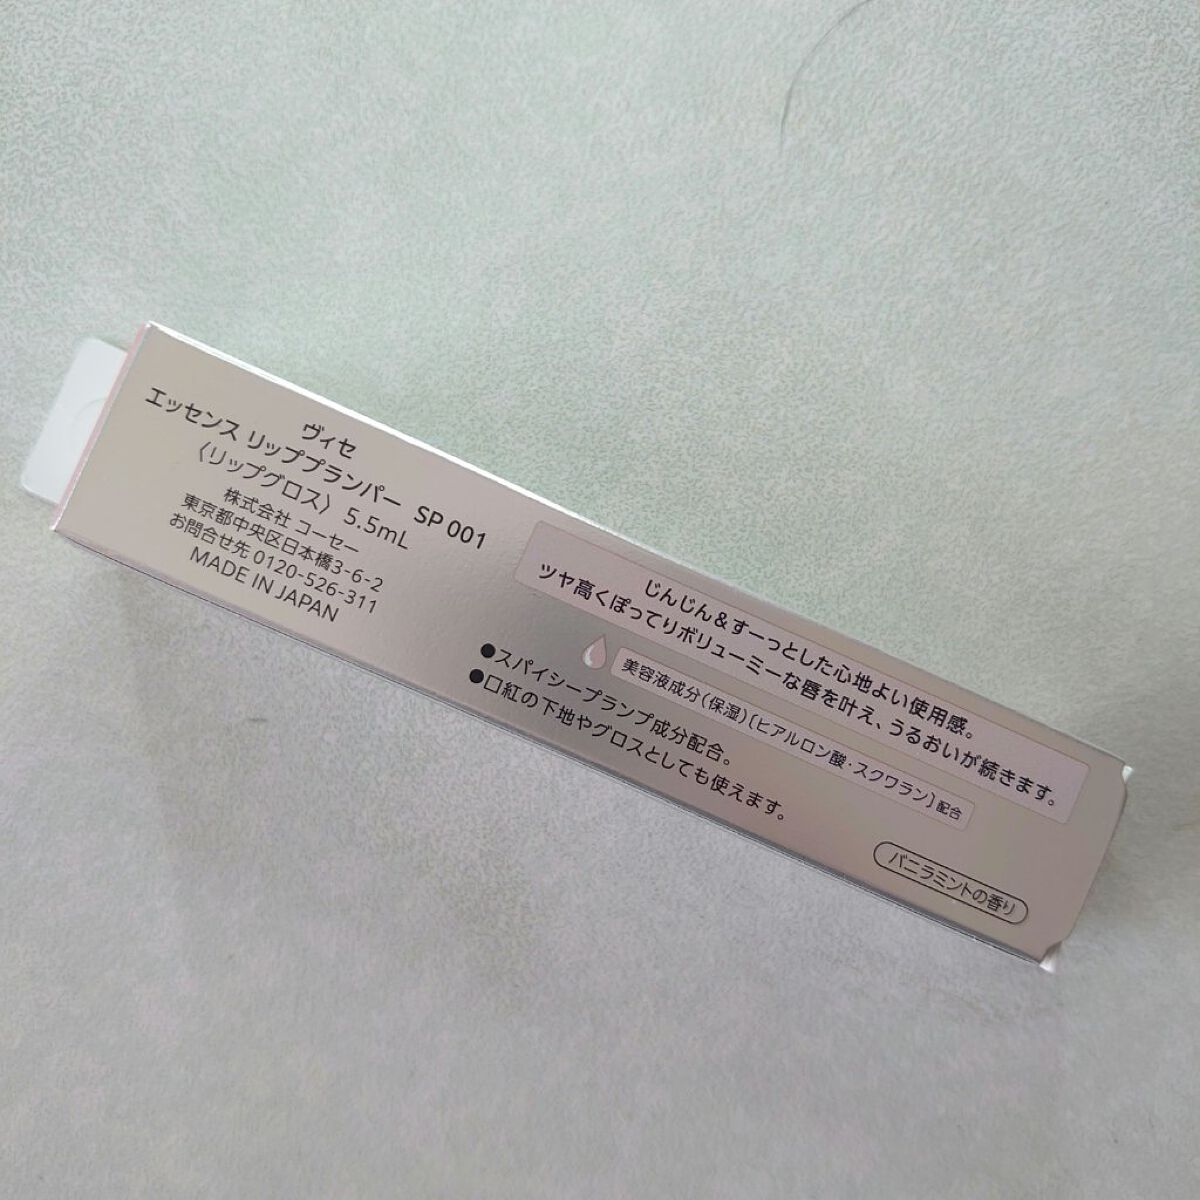 ヴィセ
エッセンス リッププランパー SP 001
〈リップグロス〉 5.5mL
株式会社 コーセー
東京都中央区日本橋3-6-2
お問合せ先 0120-526-311
MADE IN JAPAN
じんじん＆すーっとした心地よい使用感。
ツヤ高くぽってりボリューミーな唇を叶え、うるおいが続きます。
美容液成分（保湿）〔ヒアルロン酸・スクワラン〕配合
●スパイシープランプ成分配合。
●口紅の下地やグロスとしても使えます。
バニラミントの香り